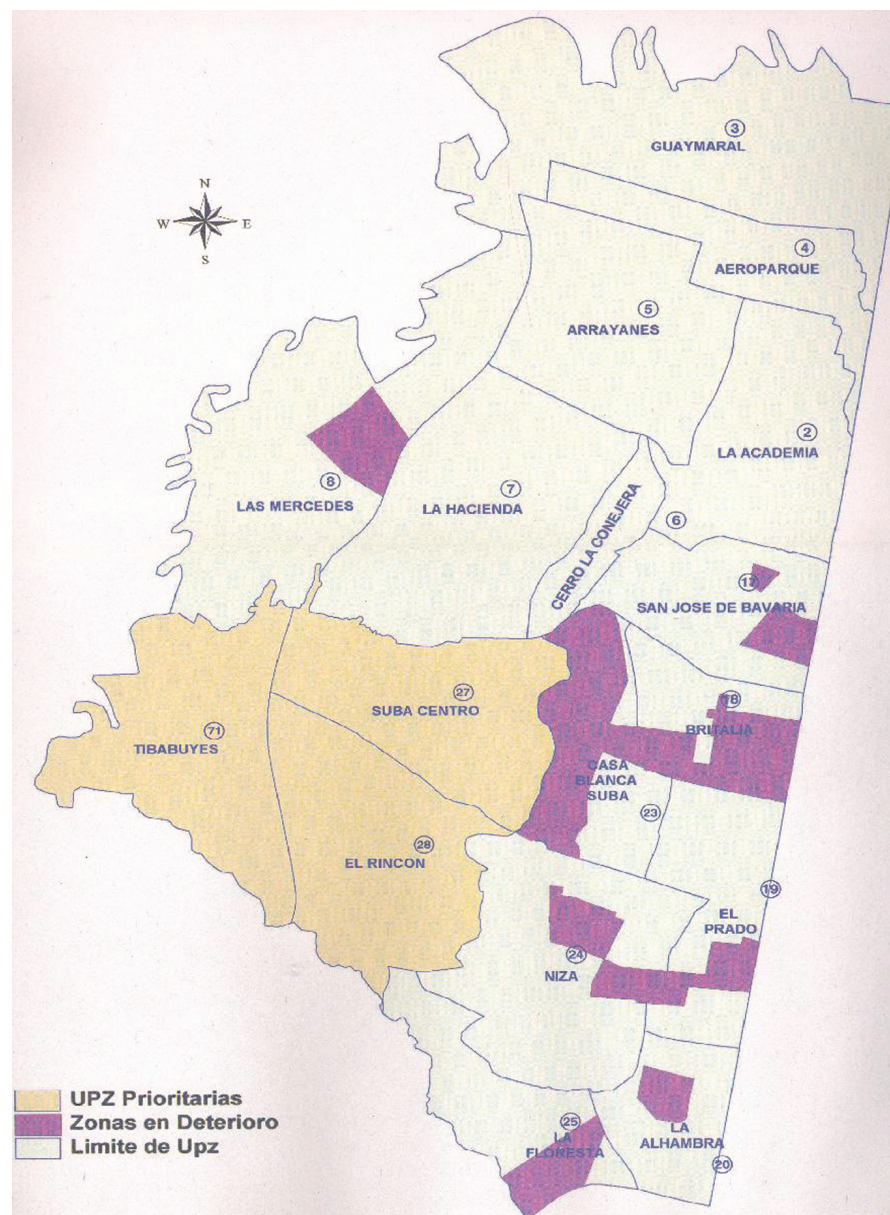 3
GUAYMARAL
N
W E
S
4
AEROPARQUE
5
ARRAYANES
2
LA ACADEMIA
8
LAS MERCEDES
7
LA HACIENDA
6
CERRO LA CONEJERA
17
SAN JOSE DE BAVARIA
27
SUBA CENTRO
18
BRITALIA
71
TIBABUYES
CASA
BLANCA
SUBA
23
28
EL RINCON
19
EL
PRADO
24
NIZA
UPZ Prioritarias
Zonas en Deterioro
Limite de Upz
25
LA
FLORESTA
LA
ALHAMBRA
20